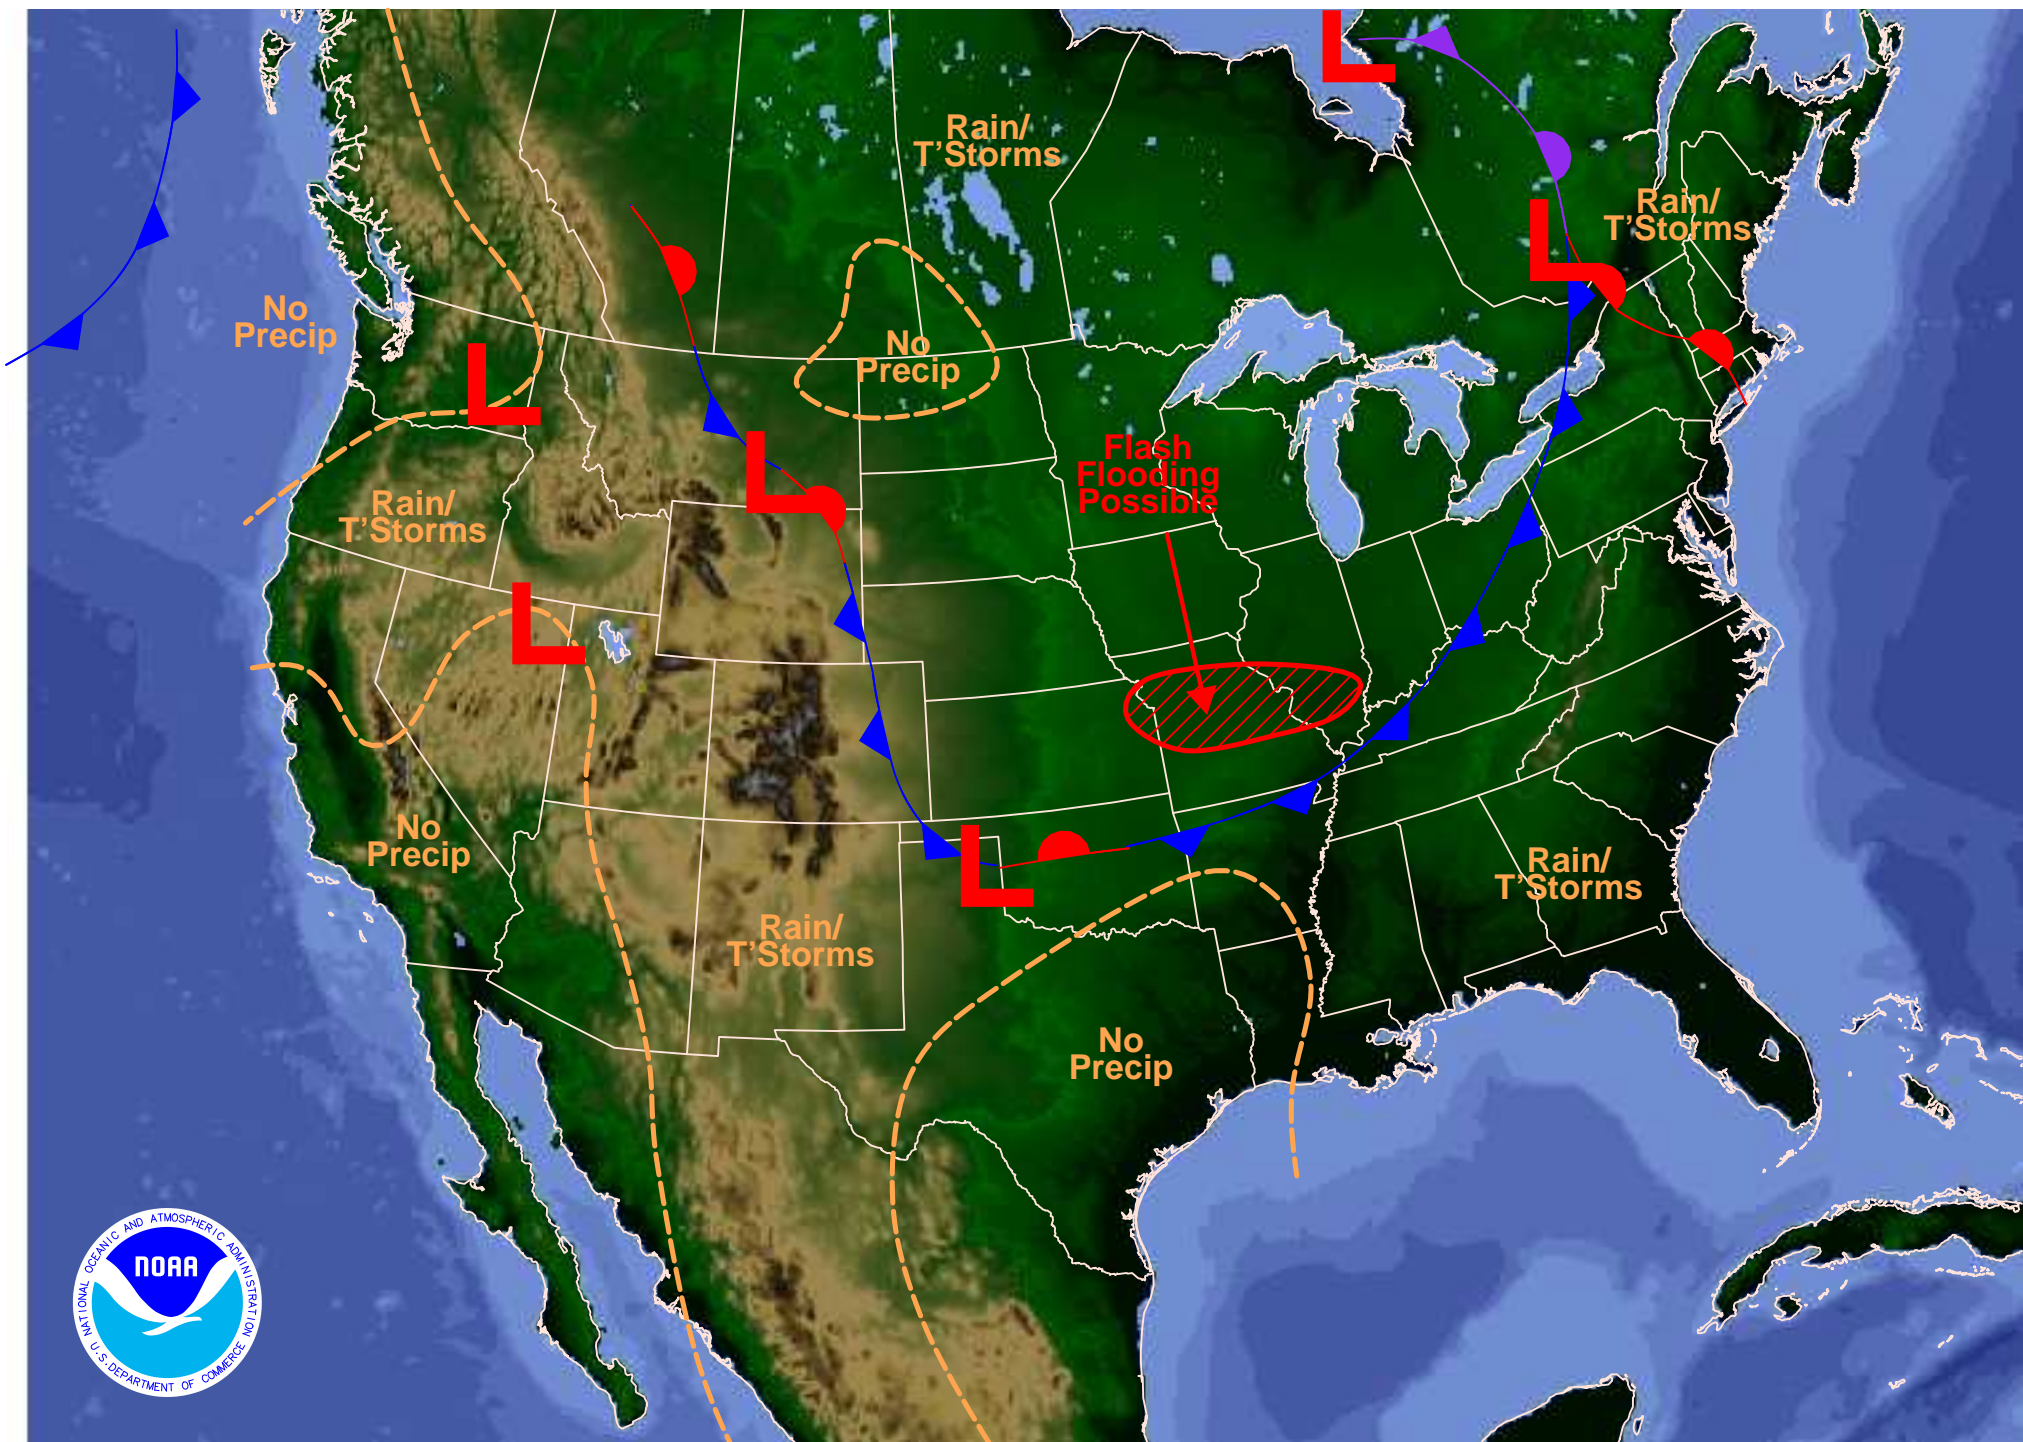 Rain/
T'Storms
Rain/
T'Storms
No
Precip
No
Precip
Flash
Flooding
Possible
Rain/
T'Storms
No
Precip
Rain/
T'Storms
Rain/
T'Storms
No
Precip
L
L
L
L
L
L
NATIONAL OCEANIC AND ATMOSPHERIC ADMINISTRATION
NOAA
U.S. DEPARTMENT OF COMMERCE